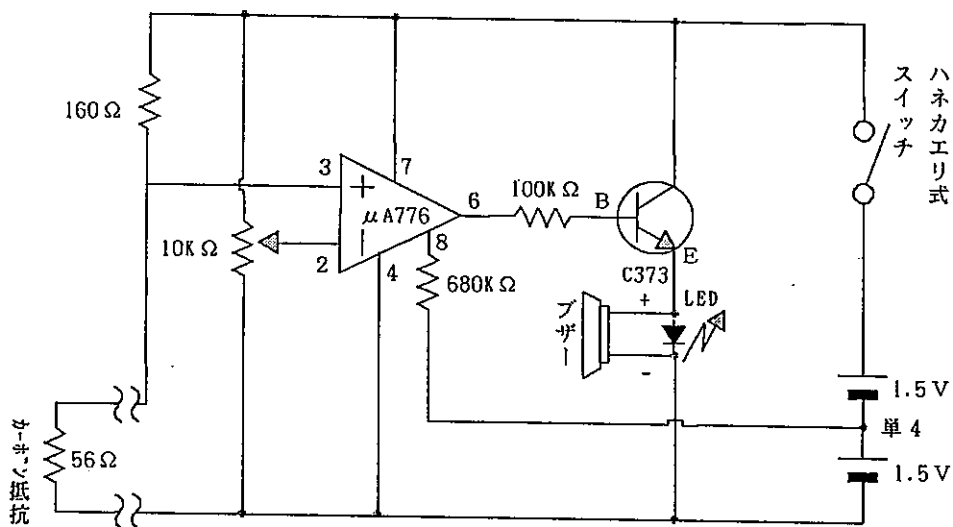 160Ω
3
7
μA776
6
100KΩ
B
10KΩ
2
4
8
680KΩ
E
C373
+
LED
ブザー
-
ハネカエリ式
スイッチ
1.5V
単4
1.5V
56Ω
カーボン抵抗